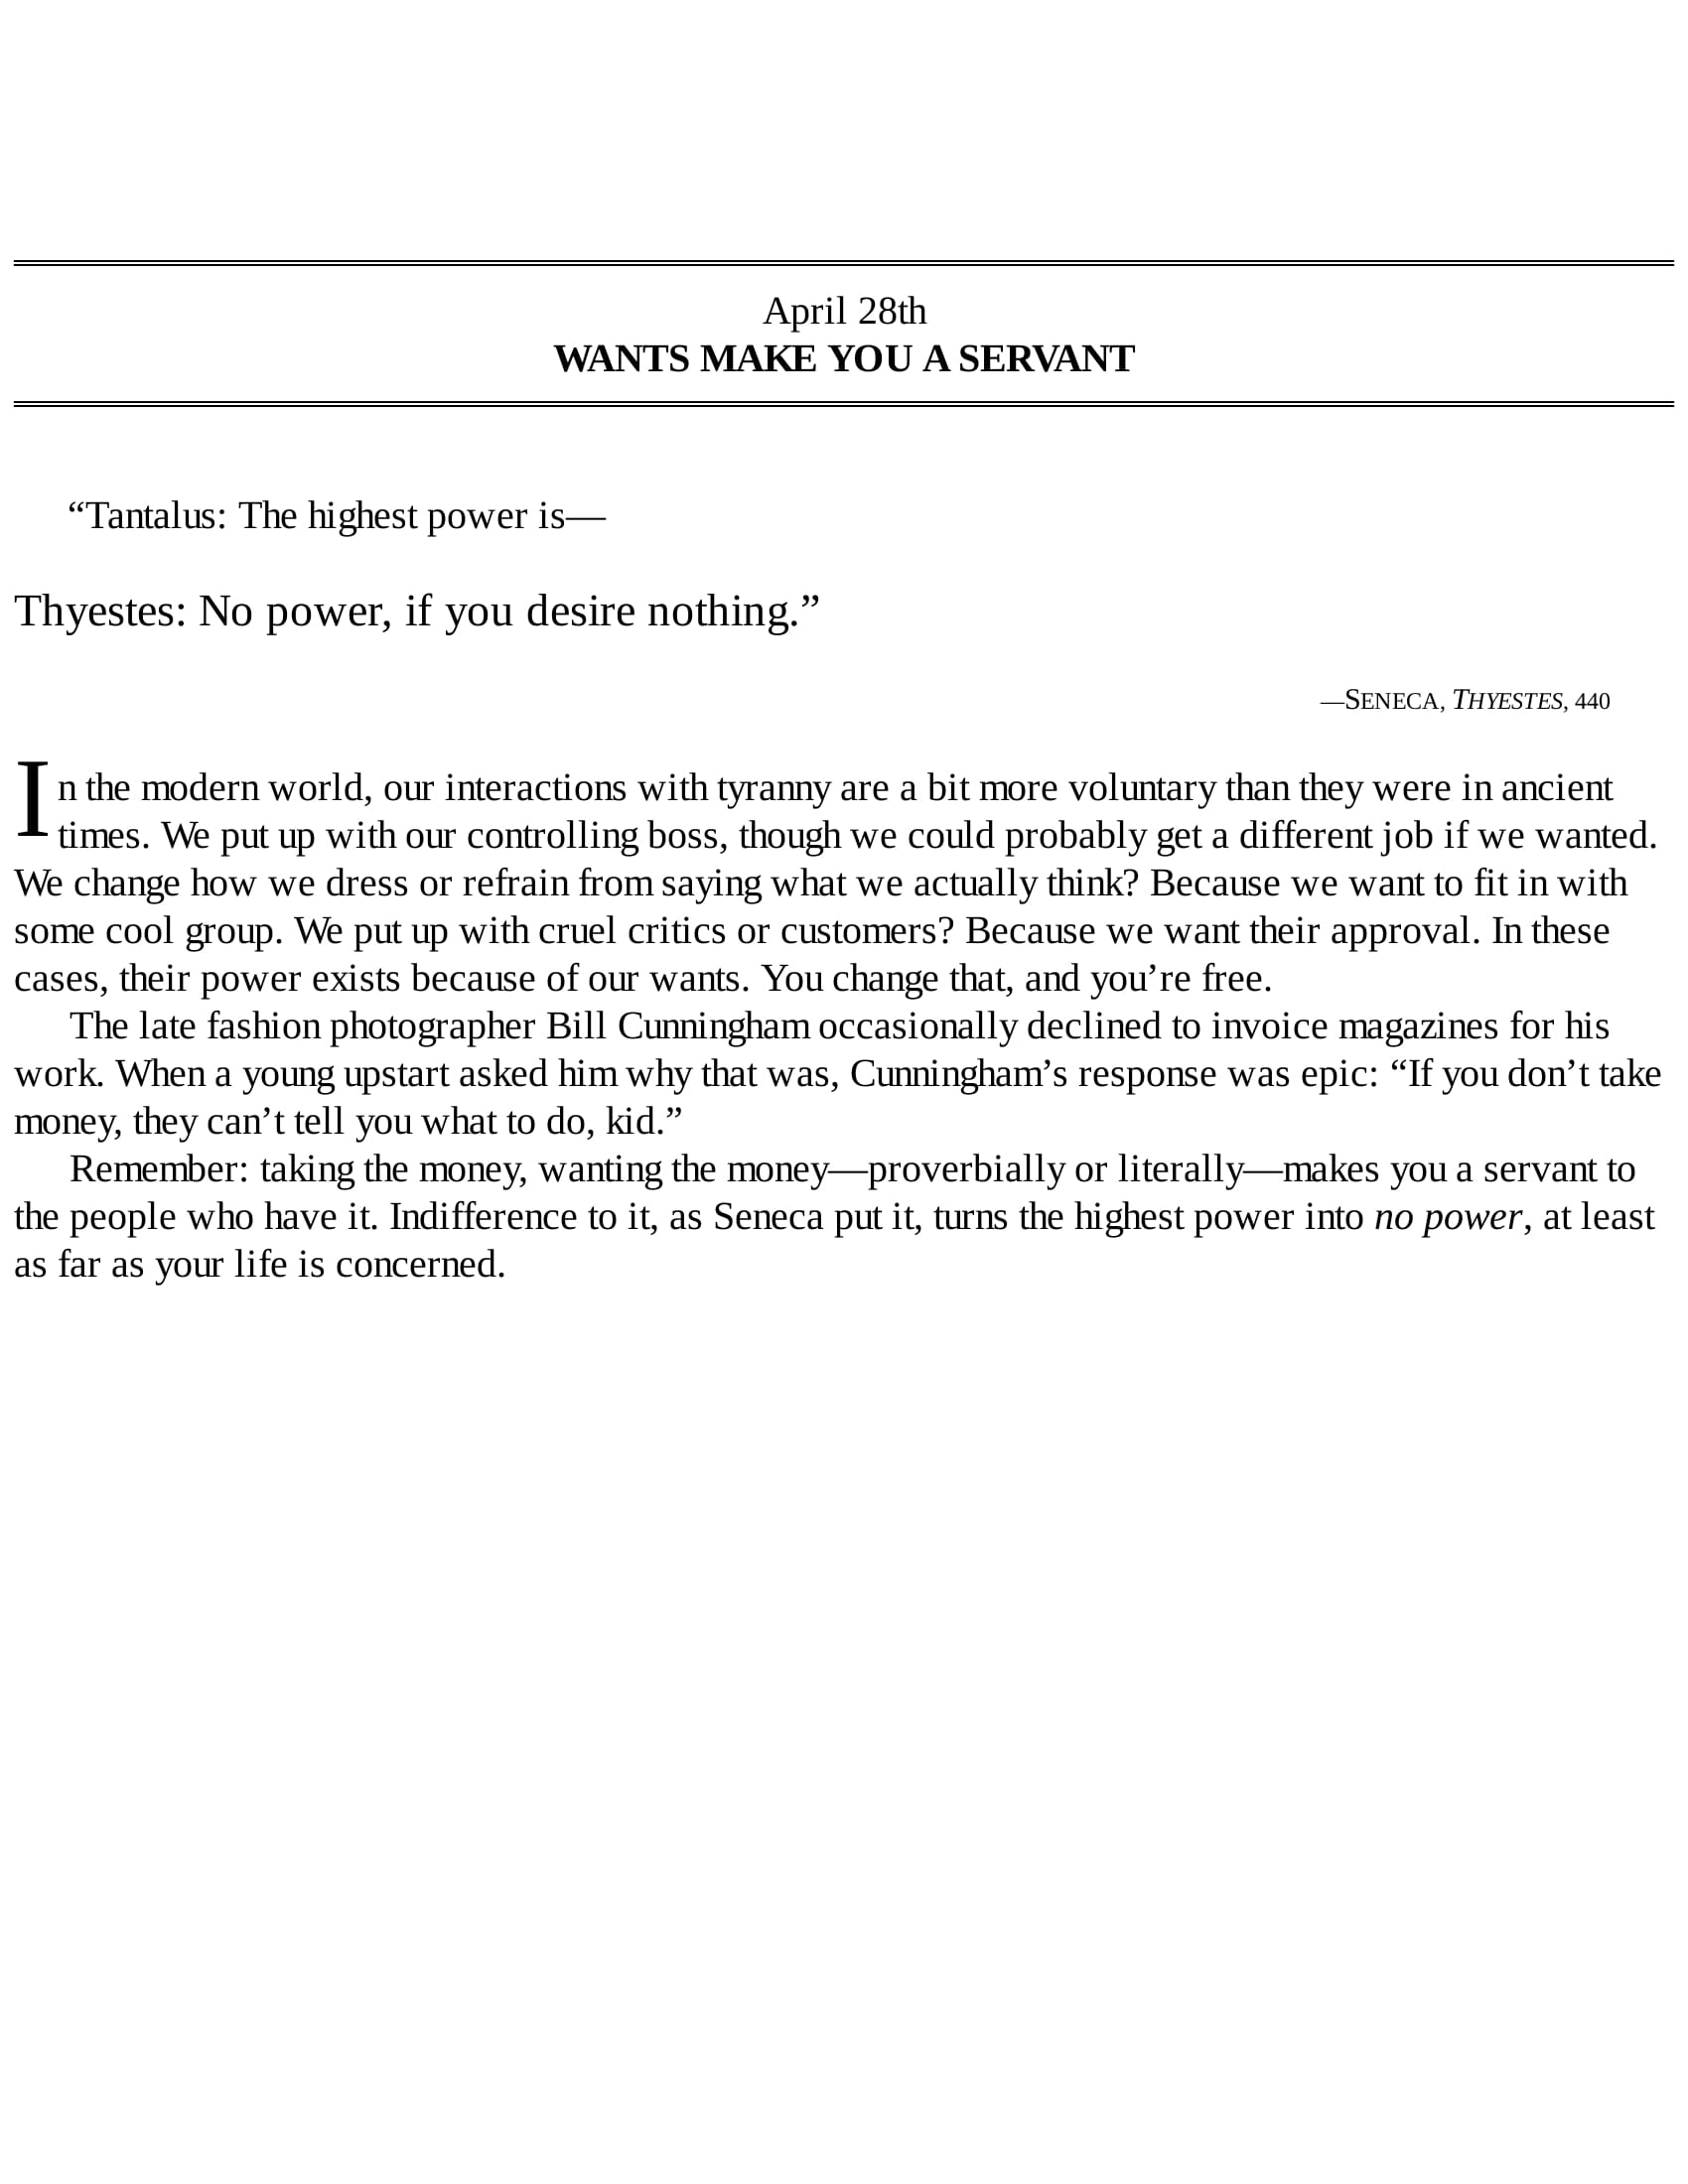 April 28th
WANTS MAKE YOU A SERVANT
“Tantalus: The highest power is—
Thyestes: No power, if you desire nothing.”
—SENECA, THYESTES, 440
In the modern world, our interactions with tyranny are a bit more voluntary than they were in ancient
times. We put up with our controlling boss, though we could probably get a different job if we wanted.
We change how we dress or refrain from saying what we actually think? Because we want to fit in with
some cool group. We put up with cruel critics or customers? Because we want their approval. In these
cases, their power exists because of our wants. You change that, and you’re free.
The late fashion photographer Bill Cunningham occasionally declined to invoice magazines for his
work. When a young upstart asked him why that was, Cunningham’s response was epic: “If you don’t take
money, they can’t tell you what to do, kid.”
Remember: taking the money, wanting the money—proverbially or literally—makes you a servant to
the people who have it. Indifference to it, as Seneca put it, turns the highest power into no power, at least
as far as your life is concerned.